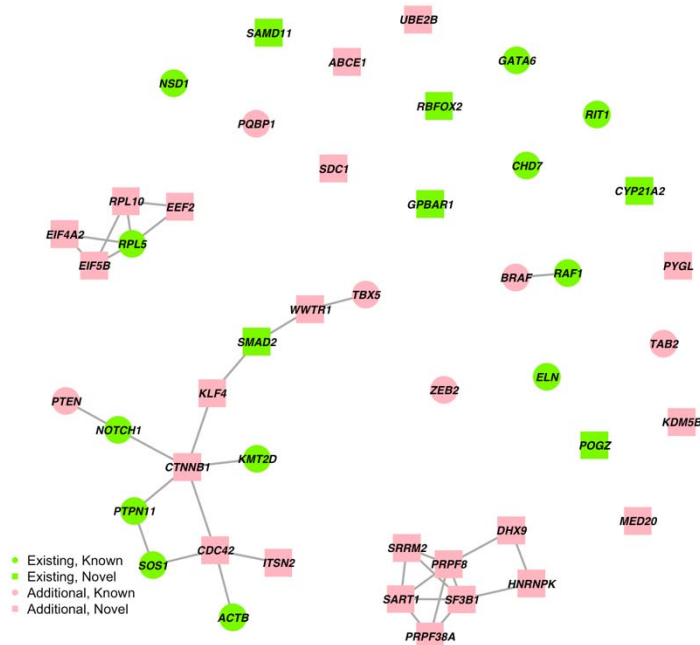 UBE2B
SAMD11
ABCE1
GATA6
NSD1
RBFOX2
RIT1
PQBP1
SDC1
CHD7
CYP21A2
RPL10
EEF2
GPBAR1
EIF4A2
RPL5
EIF5B
PYGL
BRAF
RAF1
TBX5
WWTR1
SMAD2
TAB2
ELN
KLF4
ZEB2
PTEN
KDM5B
NOTCH1
POGZ
CTNNB1
KMT2D
PTPN11
MED20
DHX9
SRRM2
CDC42
PRPF8
ITSN2
SOS1
HNRNPK
SART1
SF3B1
ACTB
PRPF38A
Existing, Known
Existing, Novel
Additional, Known
Additional, Novel